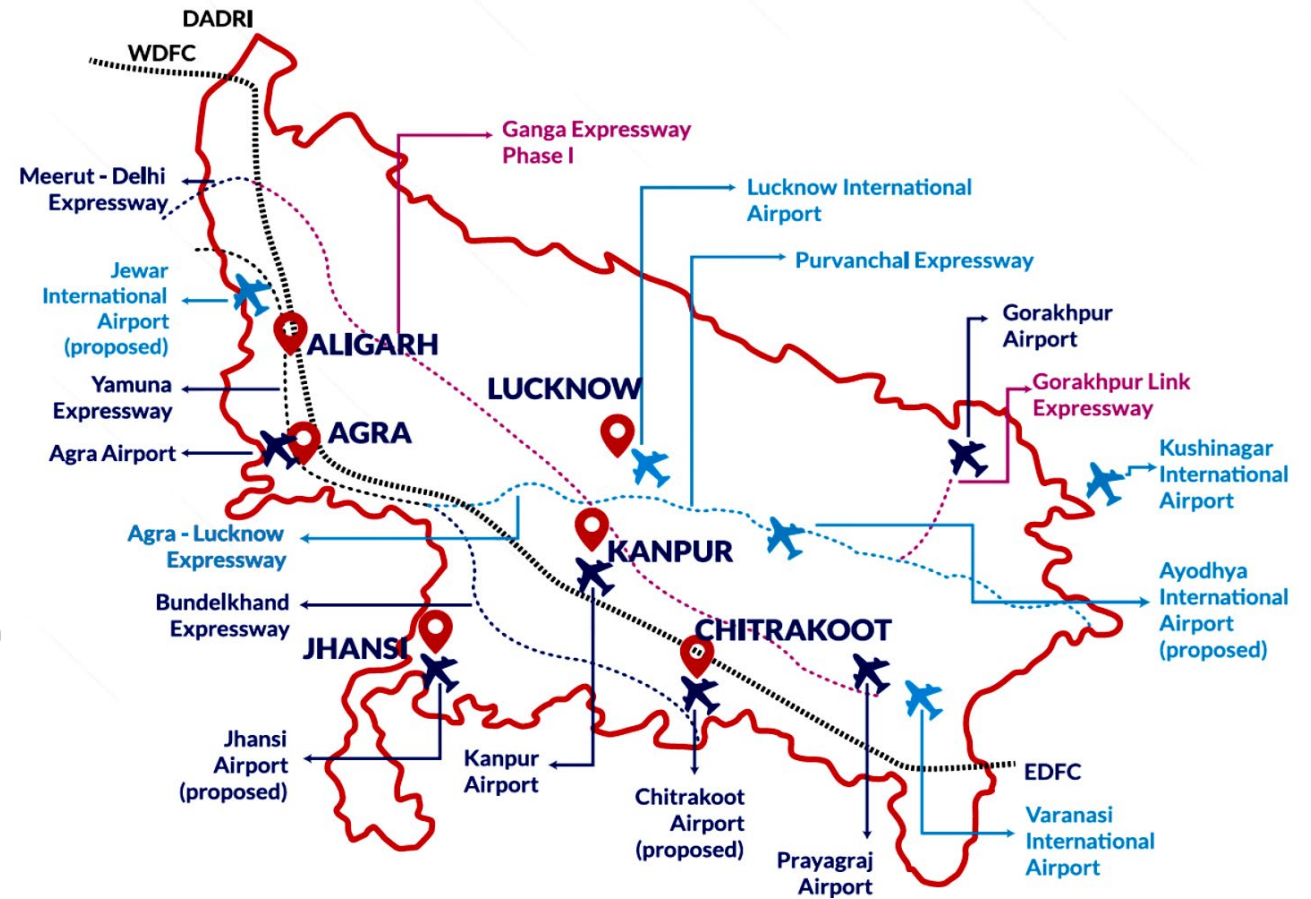 DADRI
WDFC
Ganga Expressway
Phase I
Meerut - Delhi
Expressway
Lucknow International
Airport
Purvanchal Expressway
Jewar
International
Airport
(proposed)
Gorakhpur
Airport
ALIGARH
Yamuna
Expressway
LUCKNOW
Gorakhpur Link
Expressway
AGRA
Agra Airport
Kushinagar
International
Airport
Agra - Lucknow
Expressway
KANPUR
Ayodhya
International
Airport
(proposed)
Bundelkhand
Expressway
CHITRAKOOT
JHANSI
Jhansi
Airport
(proposed)
Kanpur
Airport
EDFC
Chitrakoot
Airport
(proposed)
Varanasi
International
Airport
Prayagraj
Airport